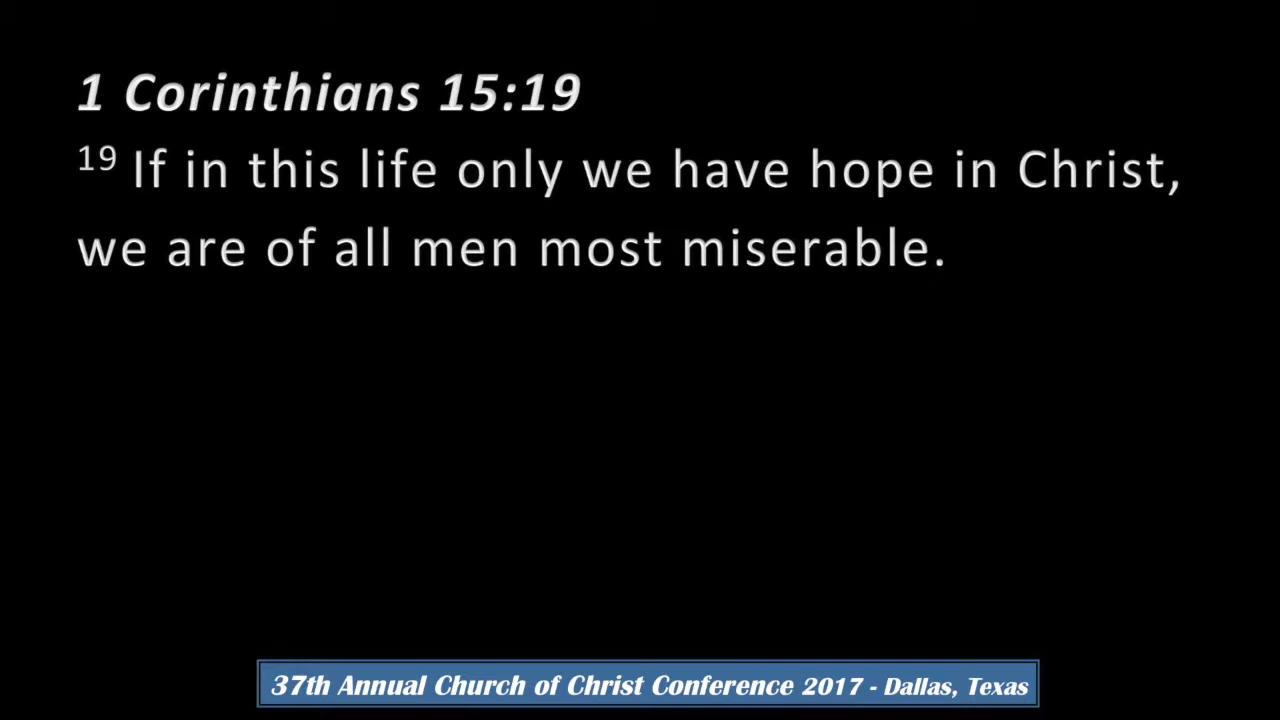 1 Corinthians 15:19
19 If in this life only we have hope in Christ,
we are of all men most miserable.
37th Annual Church of Christ Conference 2017 - Dallas, Texas